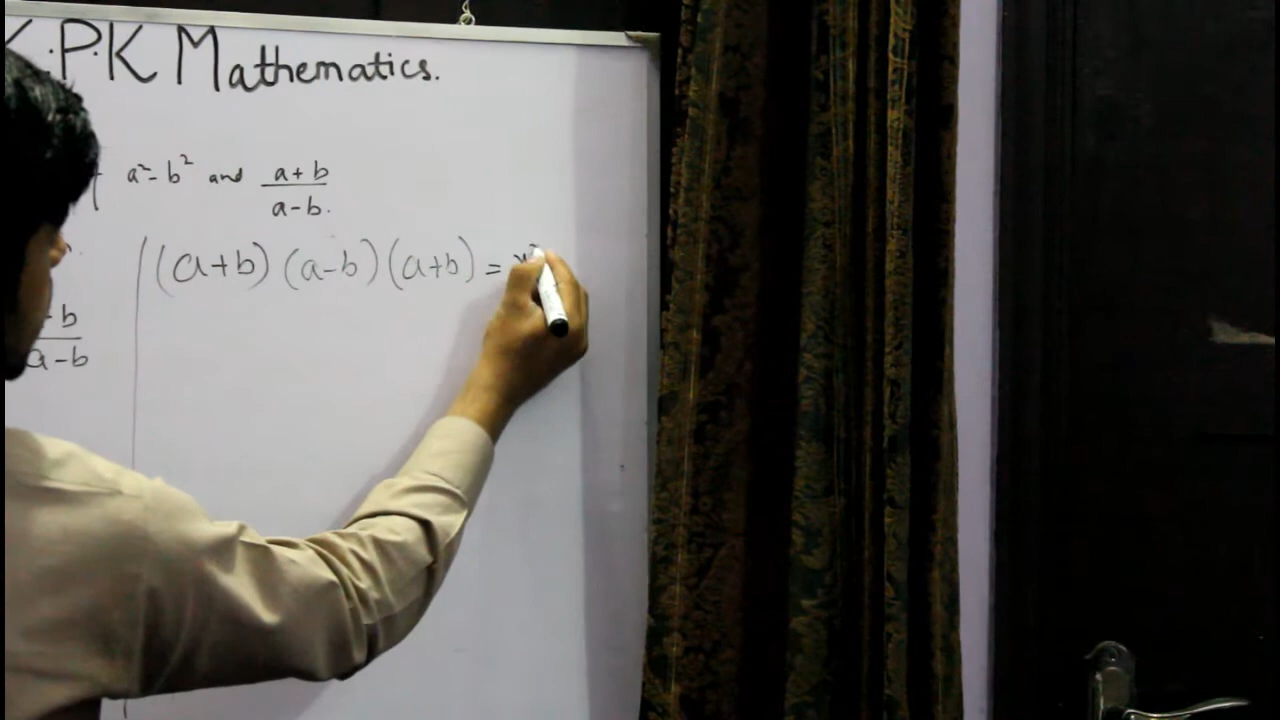 .P.K Mathematics.
a²-b² and a+b
a-b.
(a+b)(a-b)(a+b) =
b
a-b